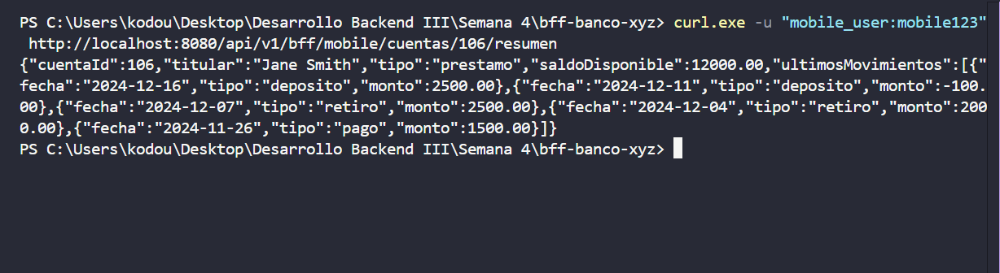 PS C:\Users\kodou\Desktop\Desarrollo Backend III\Semana 4\bff-banco-xyz> curl.exe -u "mobile_user:mobile123"
 http://localhost:8080/api/v1/bff/mobile/cuentas/106/resumen
{"cuentaId":106,"titular":"Jane Smith","tipo":"prestamo","saldoDisponible":12000.00,"ultimosMovimientos":[{"
fecha":"2024-12-16","tipo":"deposito","monto":2500.00},{"fecha":"2024-12-11","tipo":"deposito","monto":-100.
00},{"fecha":"2024-12-07","tipo":"retiro","monto":2500.00},{"fecha":"2024-12-04","tipo":"retiro","monto":200
0.00},{"fecha":"2024-11-26","tipo":"pago","monto":1500.00}]}
PS C:\Users\kodou\Desktop\Desarrollo Backend III\Semana 4\bff-banco-xyz>